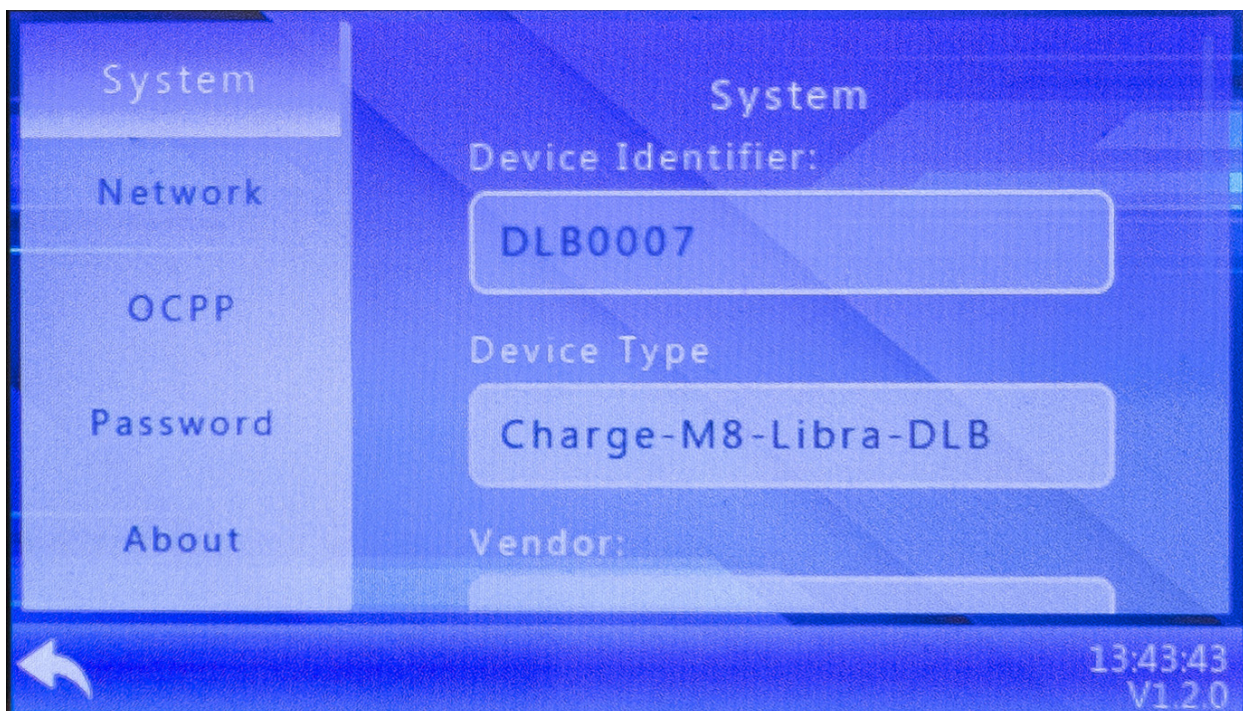 System
Network
OCPP
Password
About
System
Device Identifier:
DLB0007
Device Type
Charge-M8-Libra-DLB
Vendor:
13:43:43
V1.2.0